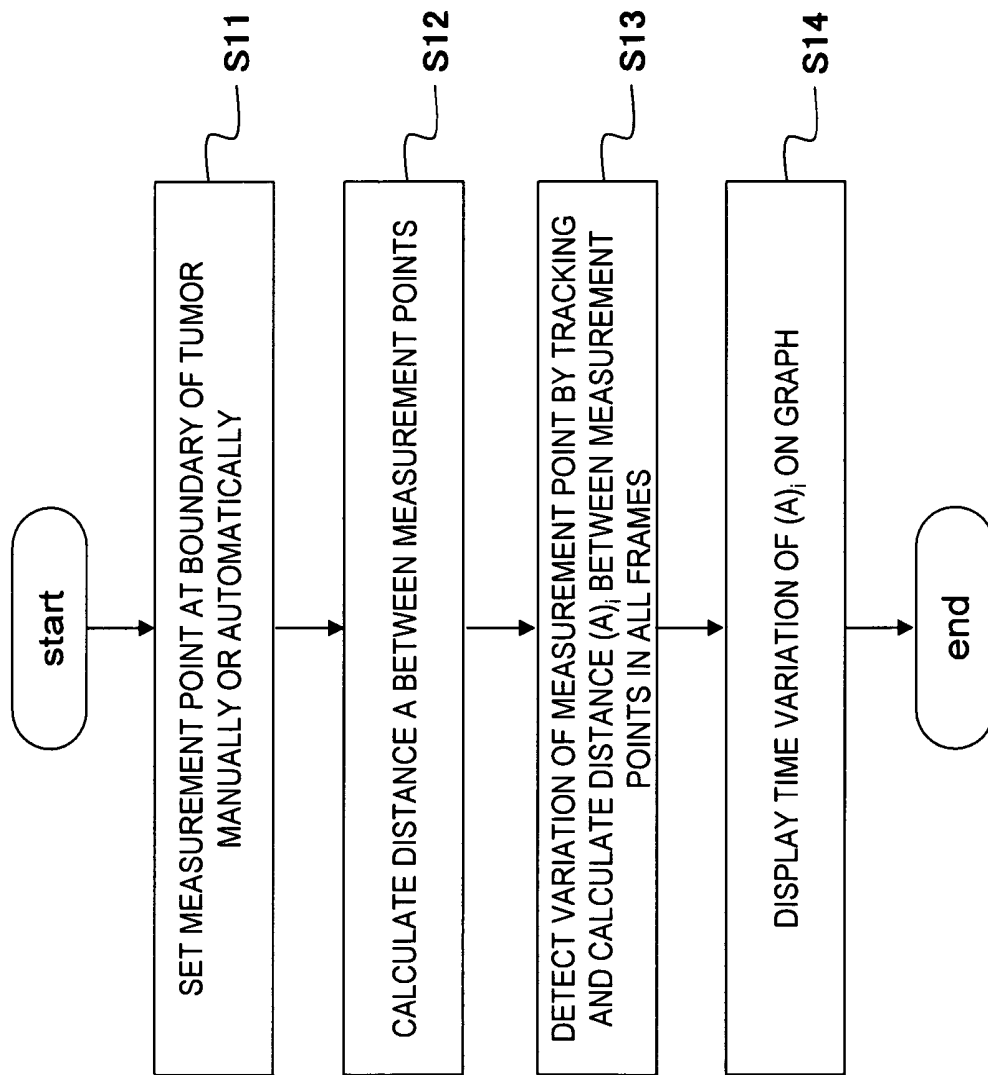 start
SET MEASUREMENT POINT AT BOUNDARY OF TUMOR
MANUALLY OR AUTOMATICALLY
S11
CALCULATE DISTANCE A BETWEEN MEASUREMENT POINTS
S12
DETECT VARIATION OF MEASUREMENT POINT BY TRACKING
AND CALCULATE DISTANCE (A)i BETWEEN MEASUREMENT
POINTS IN ALL FRAMES
S13
DISPLAY TIME VARIATION OF (A)i ON GRAPH
S14
end